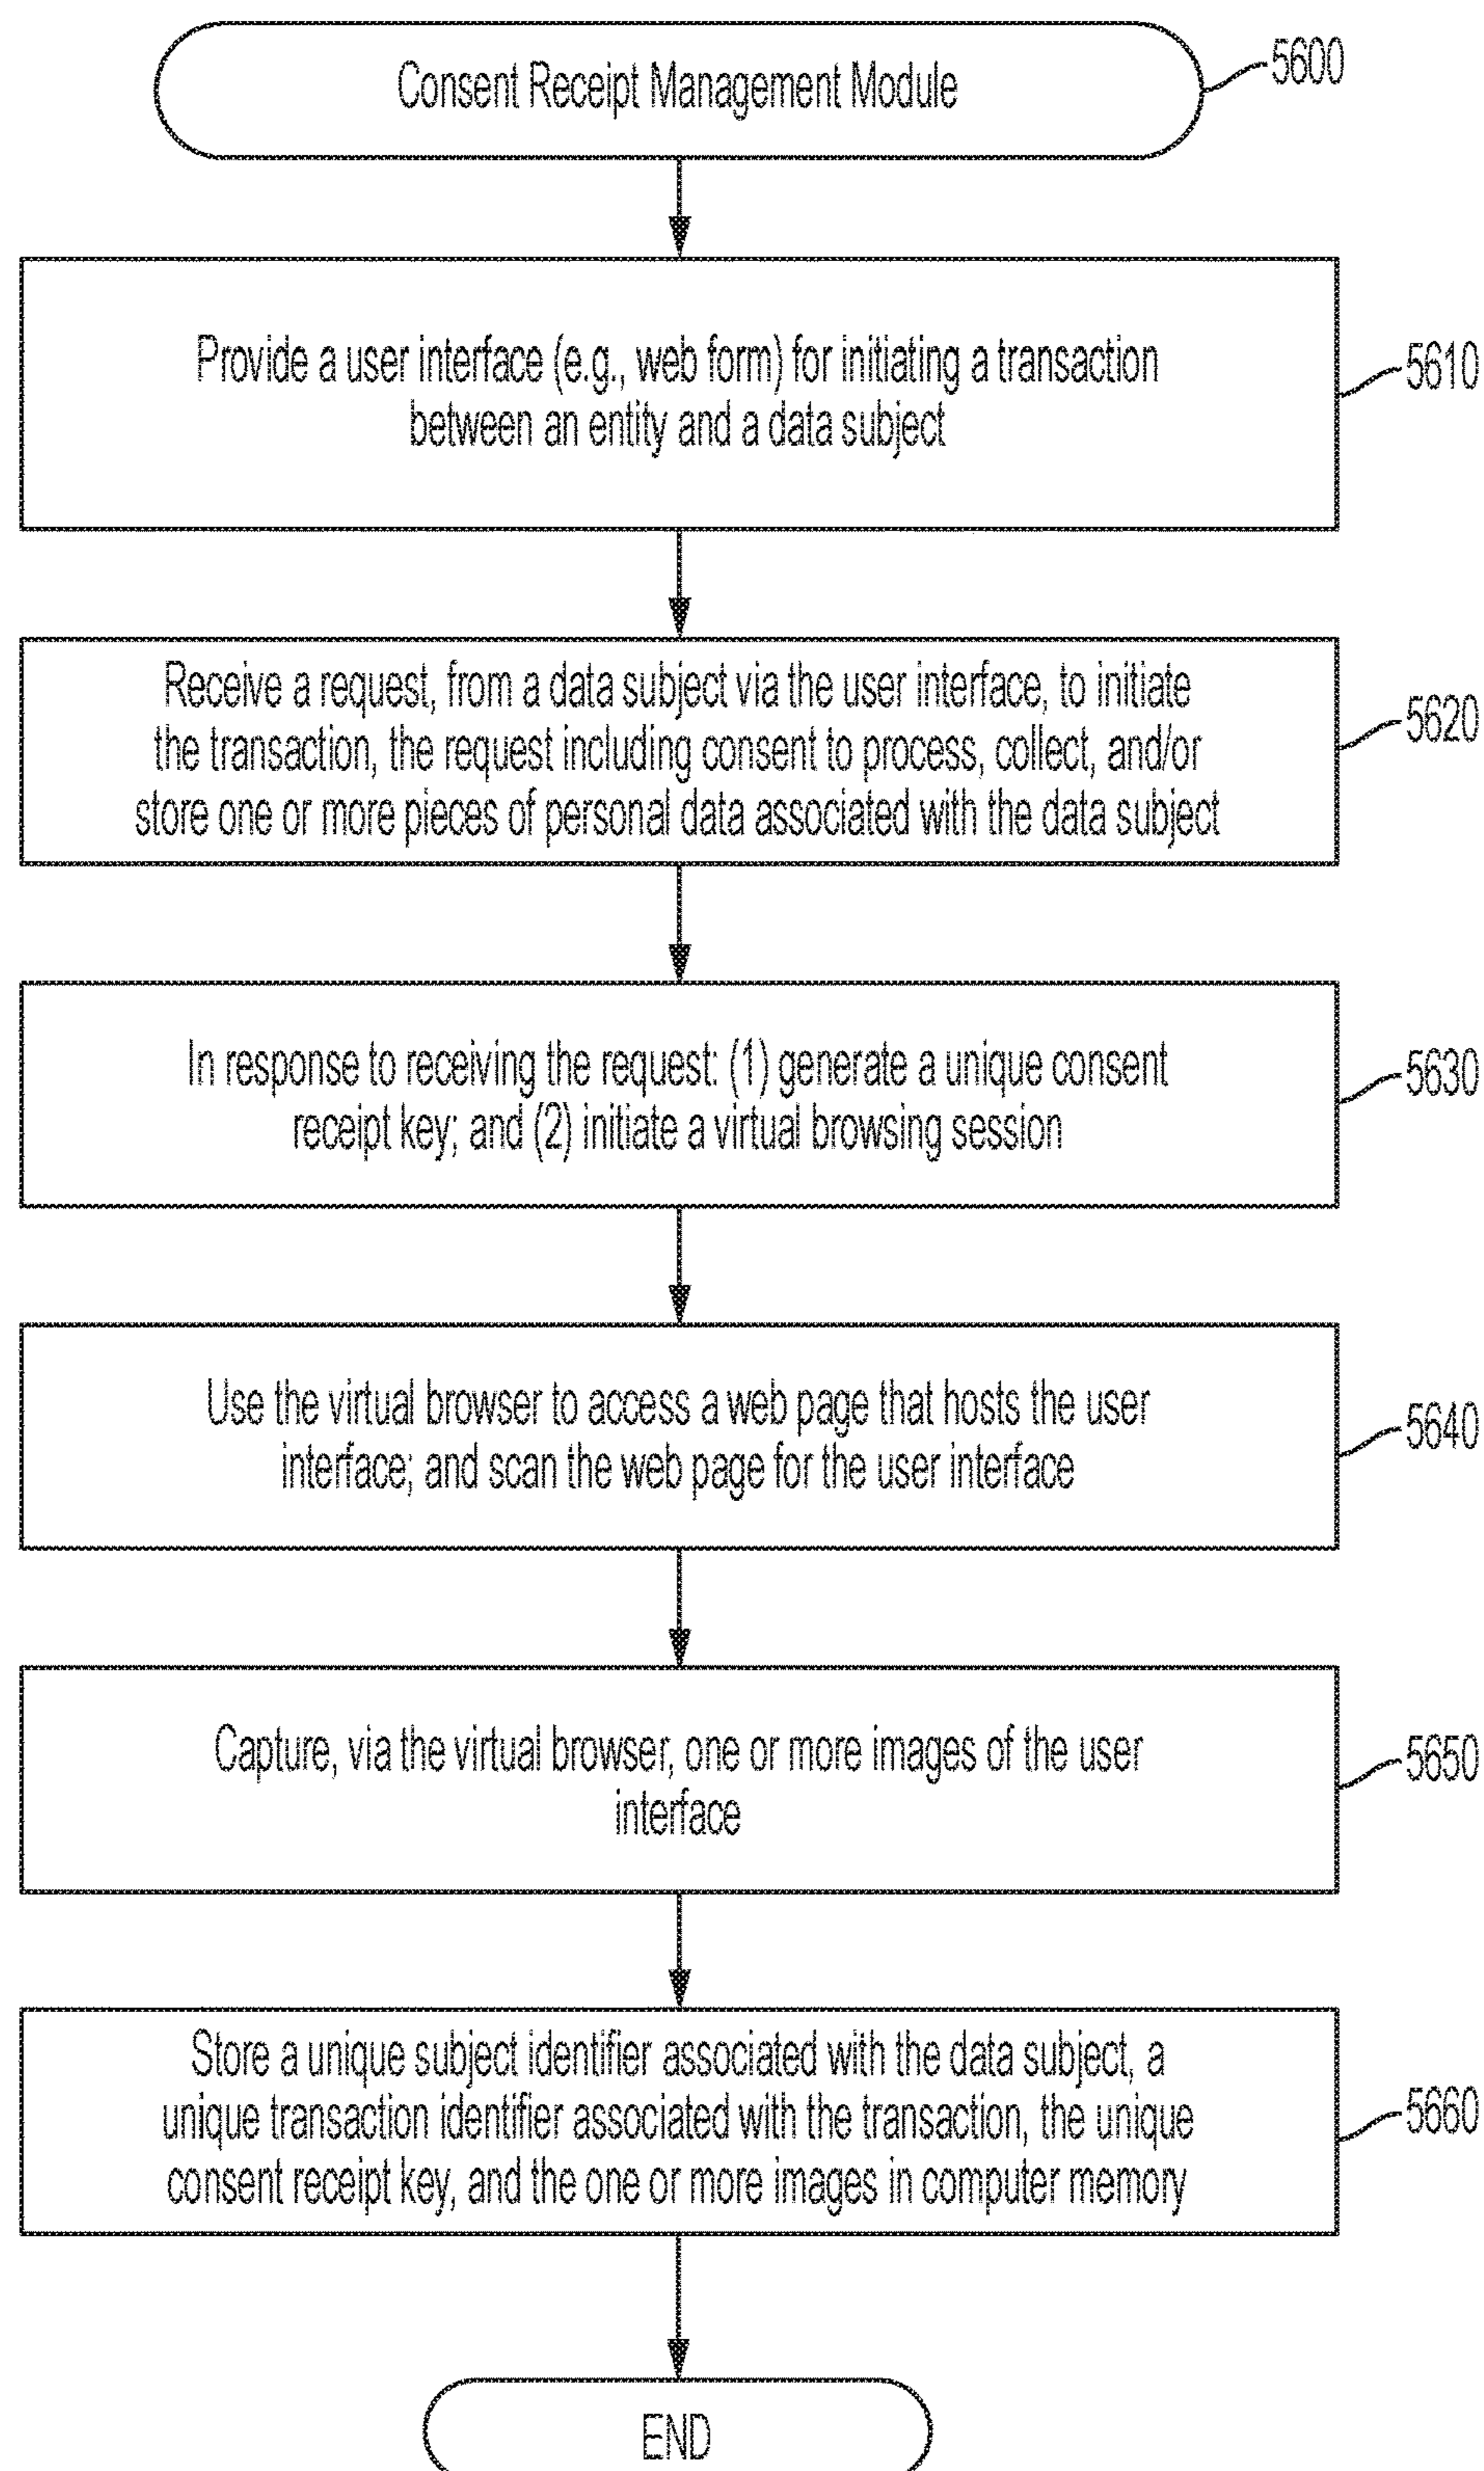 Consent Receipt Management Module
5600
Provide a user interface (e.g., web form) for initiating a transaction
between an entity and a data subject
5610
Receive a request, from a data subject via the user interface, to initiate
the transaction, the request including consent to process, collect, and/or
store one or more pieces of personal data associated with the data subject
5620
In response to receiving the request: (1) generate a unique consent
receipt key; and (2) initiate a virtual browsing session
5630
Use the virtual browser to access a web page that hosts the user
interface; and scan the web page for the user interface
5640
Capture, via the virtual browser, one or more images of the user
interface
5650
Store a unique subject identifier associated with the data subject, a
unique transaction identifier associated with the transaction, the unique
consent receipt key, and the one or more images in computer memory
5660
END